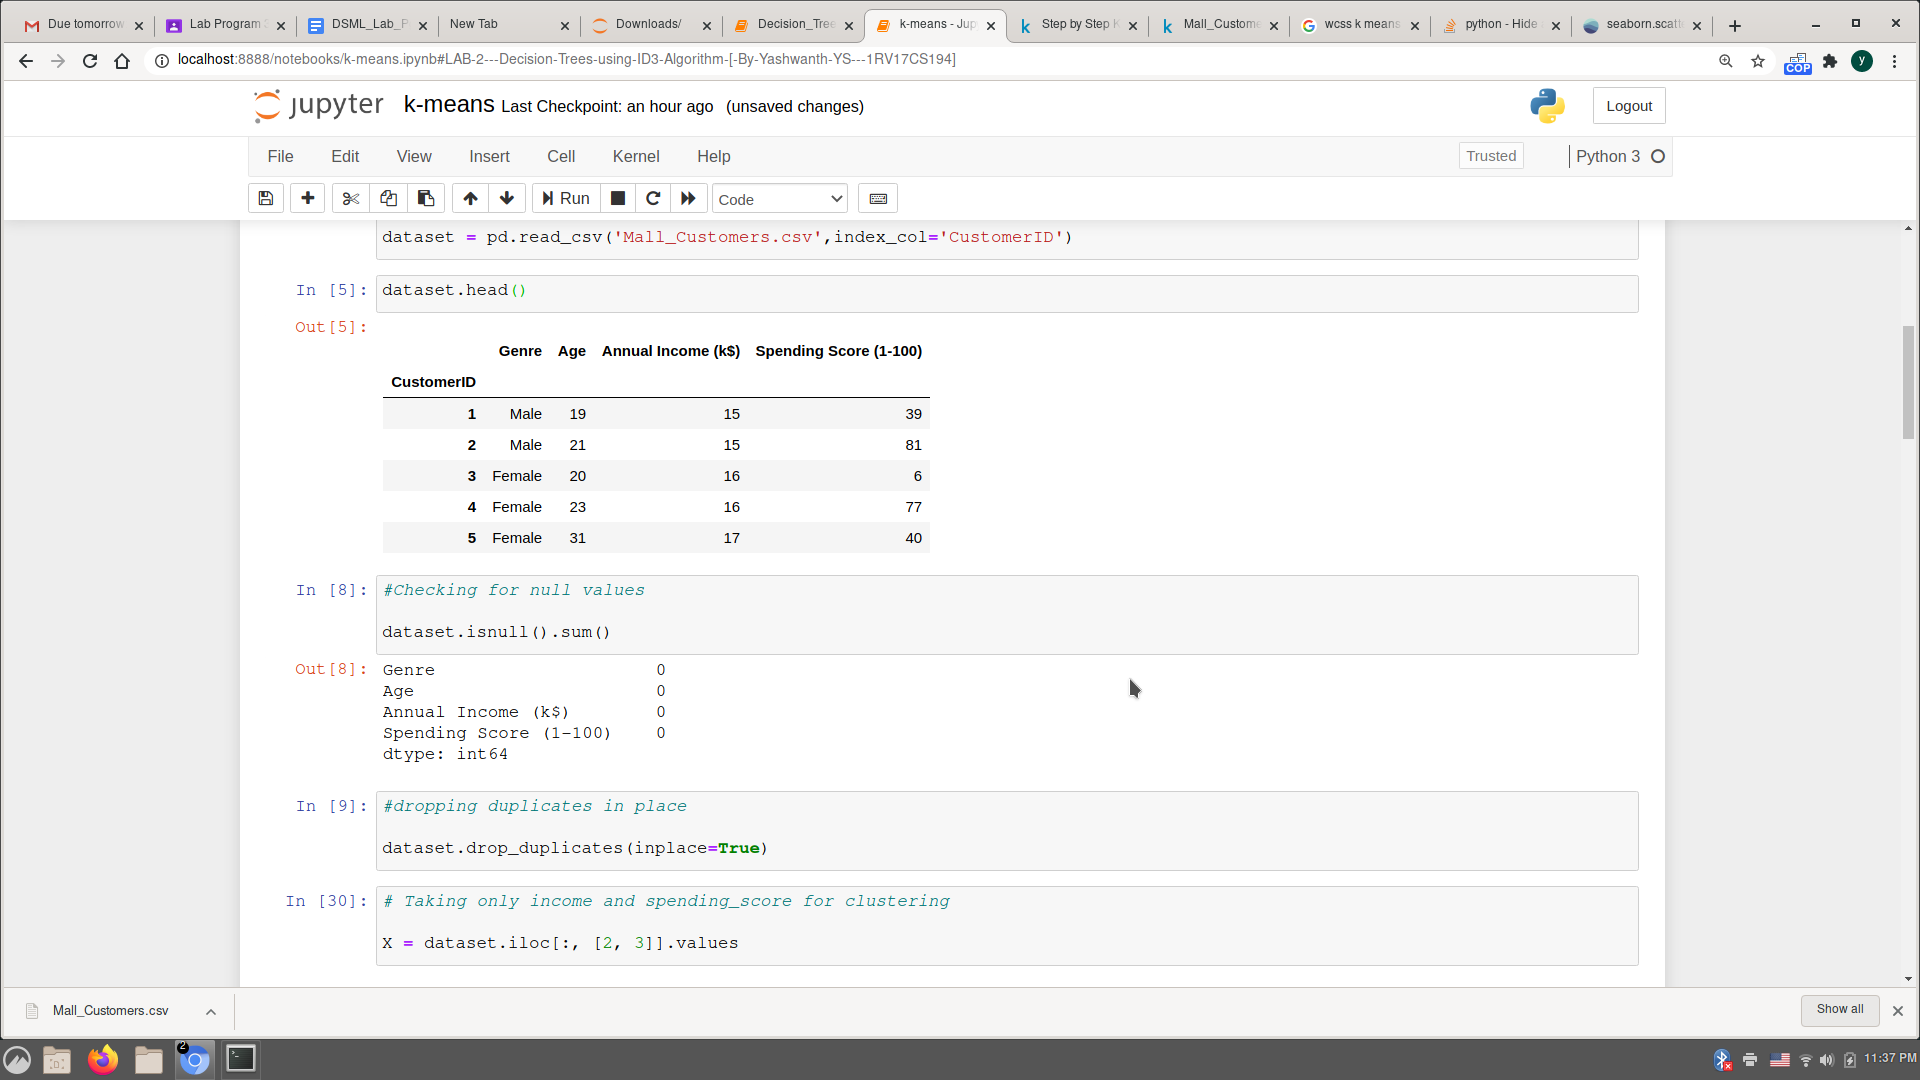 Due tomorrow
Lab Program
DSML_Lab_P
New Tab
Downloads/
Decision_Tree
k-means - Jup
Step by Step K
Mall_Custome
wcss k means
python - Hide
seaborn.scatt
localhost:8888/notebooks/k-means.ipynb#LAB-2---Decision-Trees-using-ID3-Algorithm-[-By-Yashwanth-YS---1RV17CS194]
COP
y
jupyter k-means Last Checkpoint: an hour ago (unsaved changes)
Logout
File Edit View Insert Cell Kernel Help
Trusted
Python 3
Run
Code
dataset = pd.read_csv('Mall_Customers.csv',index_col='CustomerID')
In [5]: dataset.head()
Out[5]:
Genre Age Annual Income (k$) Spending Score (1-100)
CustomerID
1 Male 19 15 39
2 Male 21 15 81
3 Female 20 16 6
4 Female 23 16 77
5 Female 31 17 40
In [8]: #Checking for null values
dataset.isnull().sum()
Out[8]: Genre 0
Age 0
Annual Income (k$) 0
Spending Score (1-100) 0
dtype: int64
In [9]: #dropping duplicates in place
dataset.drop_duplicates(inplace=True)
In [30]: # Taking only income and spending_score for clustering
X = dataset.iloc[:, [2, 3]].values
Mall_Customers.csv
Show all
2
11:37 PM